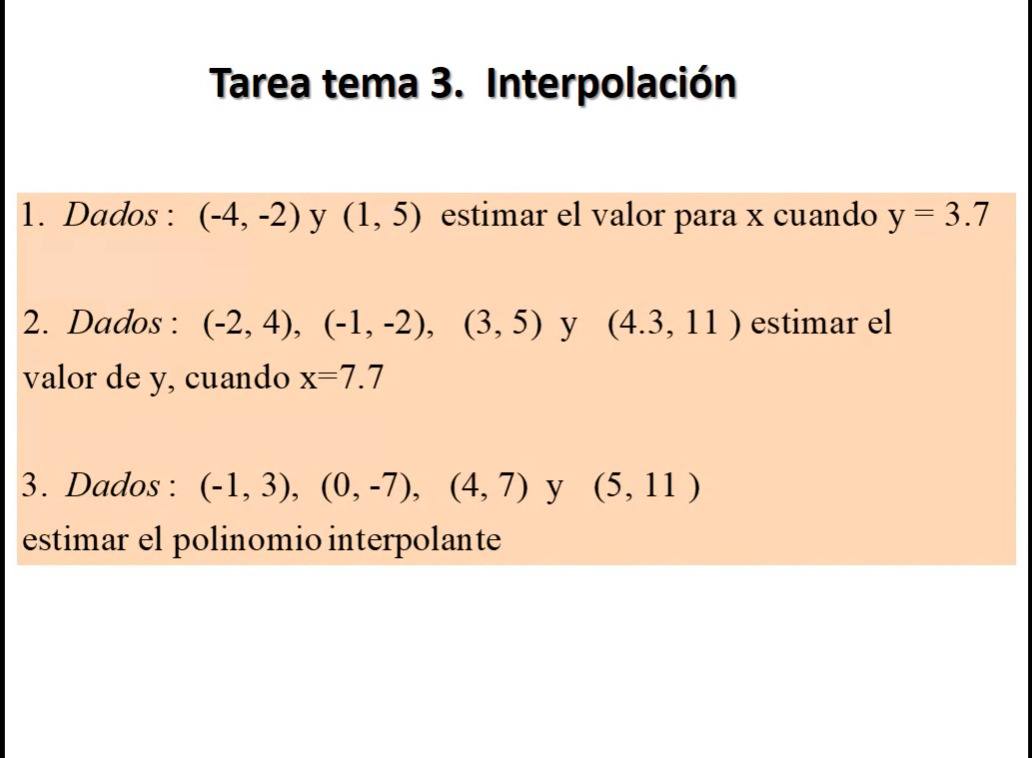 Tarea tema 3. Interpolación
1. Dados : (-4, -2) y (1, 5) estimar el valor para x cuando y = 3.7
2. Dados : (-2, 4), (-1, -2), (3, 5) y (4.3, 11 ) estimar el
valor de y, cuando x=7.7
3. Dados : (-1, 3), (0, -7), (4, 7) y (5, 11 )
estimar el polinomio interpolante